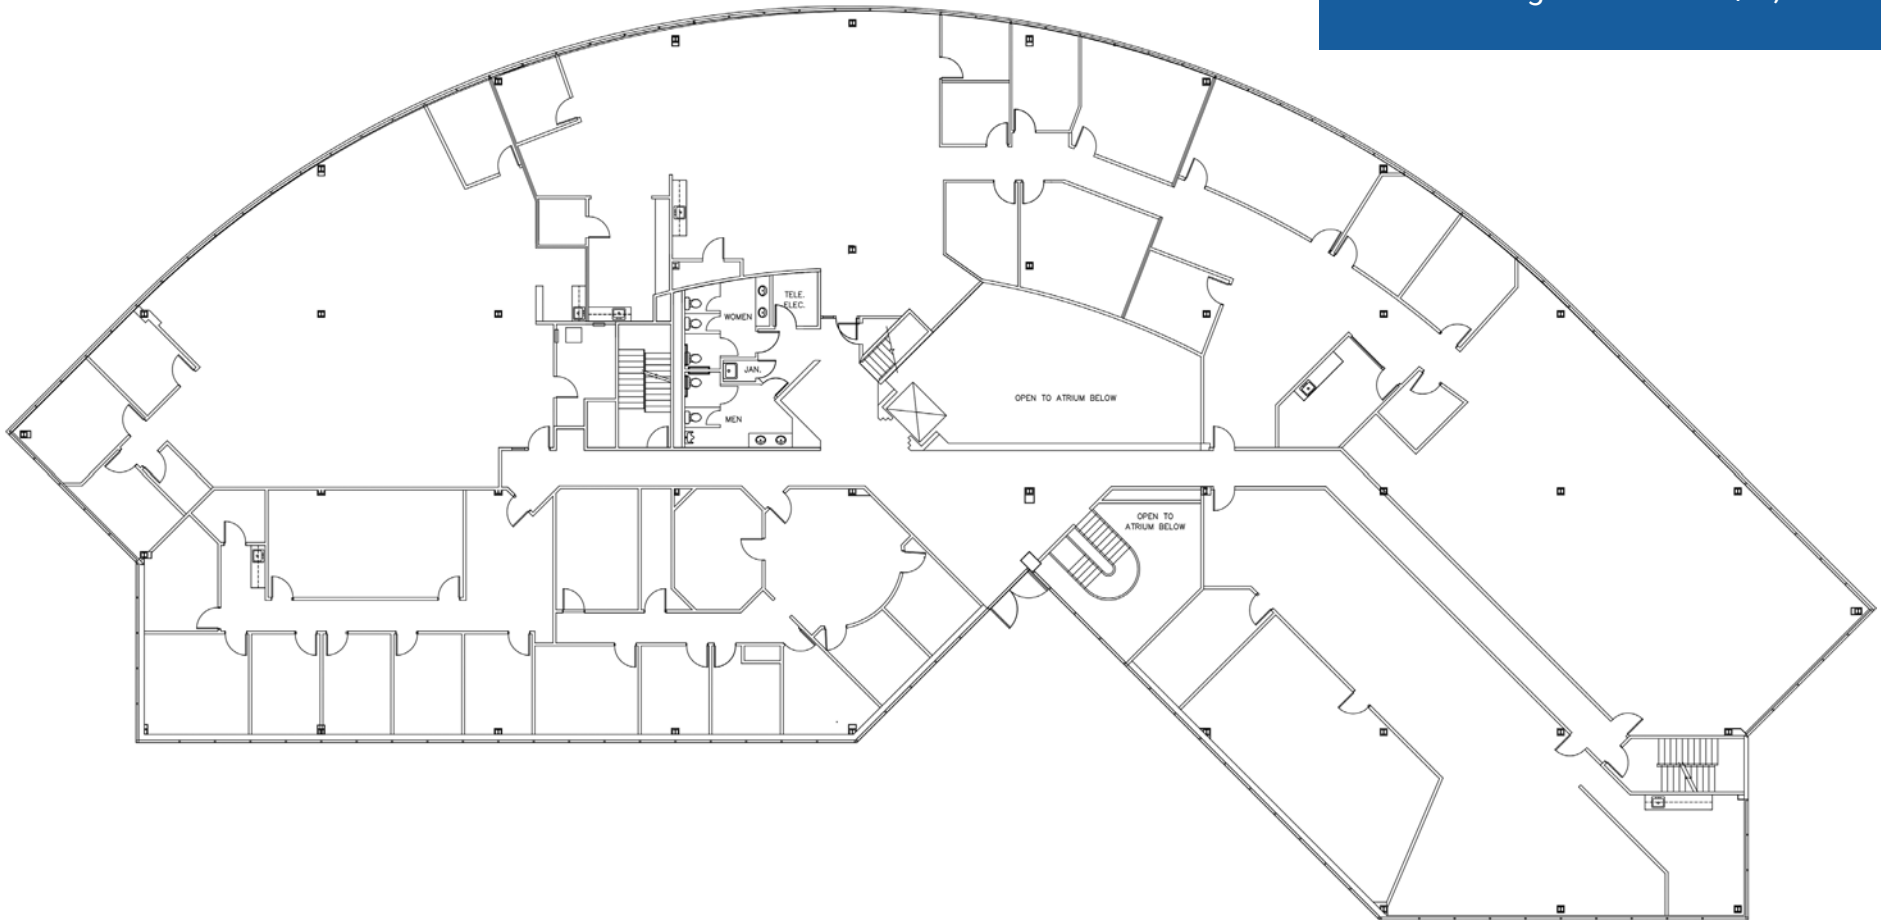 TELE.
ELEC.
WOMEN
JAN.
MEN
OPEN TO ATRIUM BELOW
OPEN TO
ATRIUM BELOW